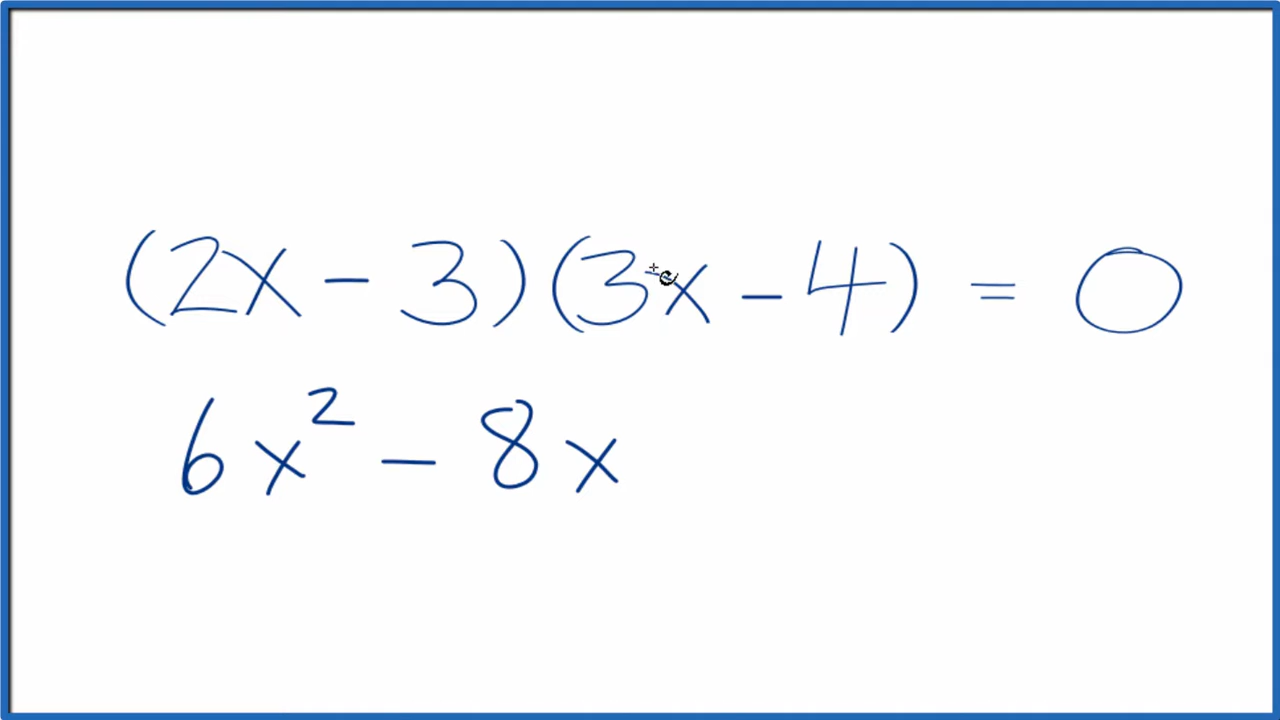 (2x - 3)(3x - 4) = 0
6x² - 8x